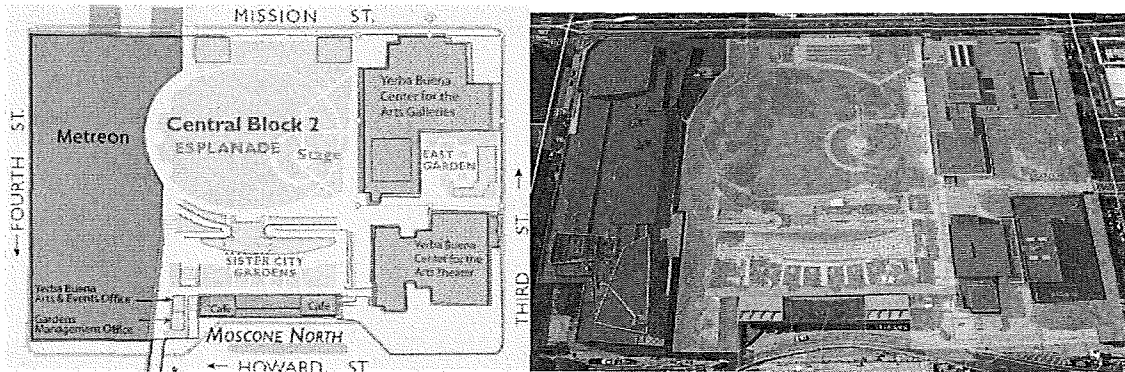 MISSION ST.
← FOURTH ST.
Metreon
Central Block 2
ESPLANADE
Stage
Yerba Buena
Center for the
Arts Galleries
EAST
GARDEN
SISTER CITY
GARDENS
Yerba Buena
Center for the
Arts Theater
Yerba Buena
Arts & Events Office
Gardens
Management Office
Cafe
Cafe
MOSCONE NORTH
← HOWARD ST.
THIRD ST. →